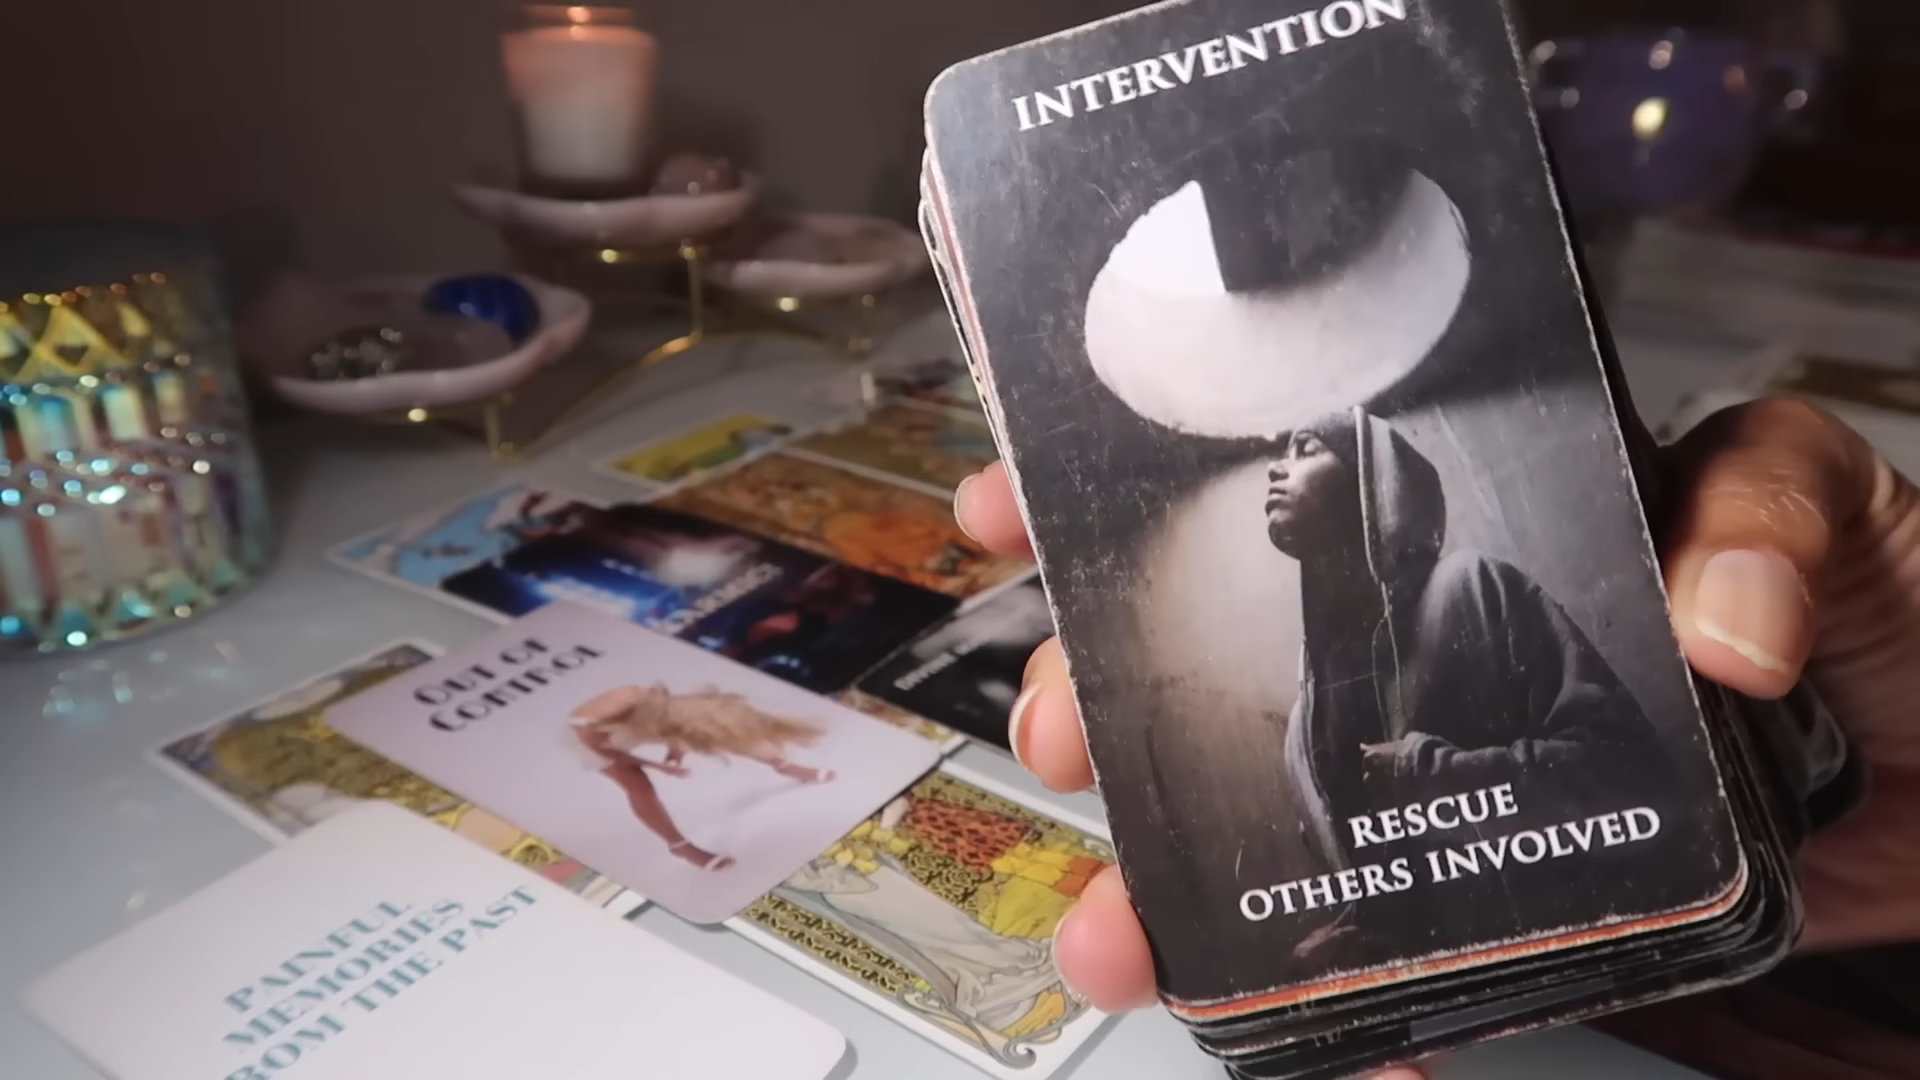 INTERVENTION
RESCUE
OTHERS INVOLVED
OUT OF
CONTROL
PAINFUL
MEMORIES
FROM THE PAST